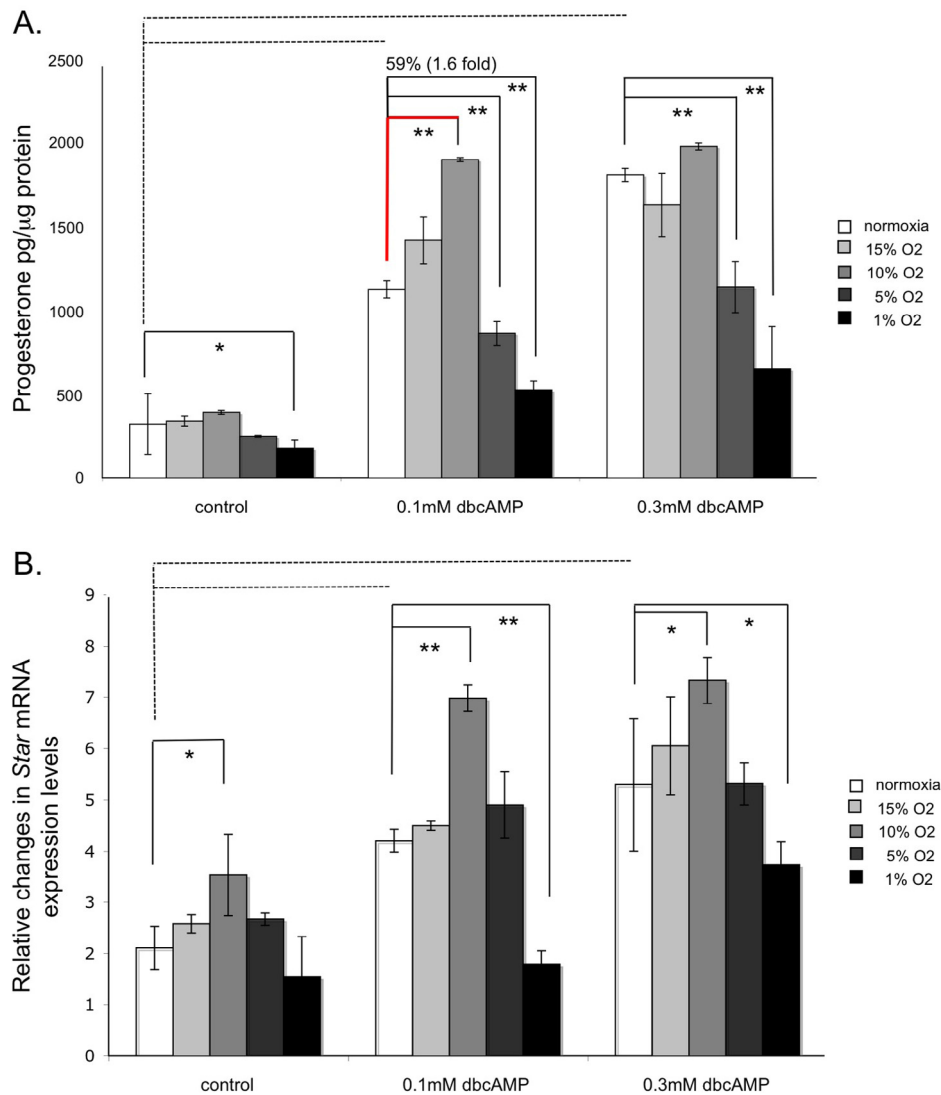 A.
59% (1.6 fold)
2500
2000
1500
1000
500
0
Progesterone pg/µg protein
**
**
**
**
**
*
normoxia
15% O2
10% O2
5% O2
1% O2
control
0.1mM dbcAMP
0.3mM dbcAMP
B.
9
8
7
6
5
4
3
2
1
0
Relative changes in Star mRNA
expression levels
*
**
**
*
*
normoxia
15% O2
10% O2
5% O2
1% O2
control
0.1mM dbcAMP
0.3mM dbcAMP